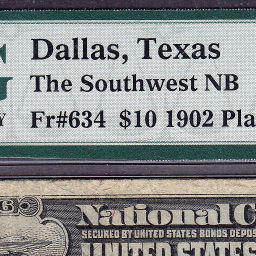 Dallas, Texas
The Southwest NB
Fr#634 $10 1902 Pla
National C
SECURED BY UNITED STATES BONDS DEPOS
UNITED STATES